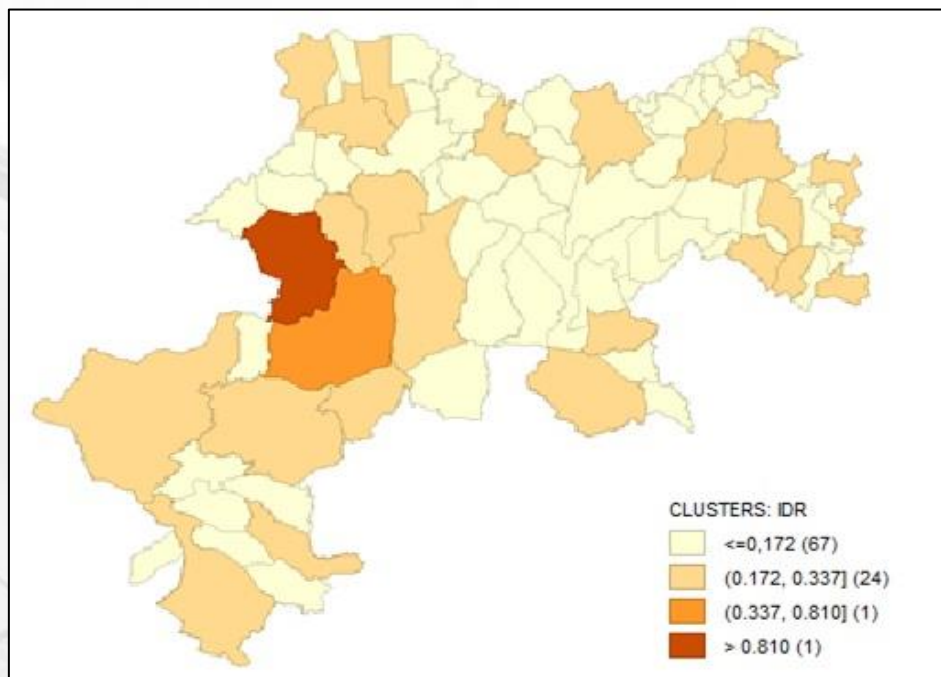 CLUSTERS: IDR
<=0,172 (67)
(0.172, 0.337] (24)
(0.337, 0.810] (1)
> 0.810 (1)